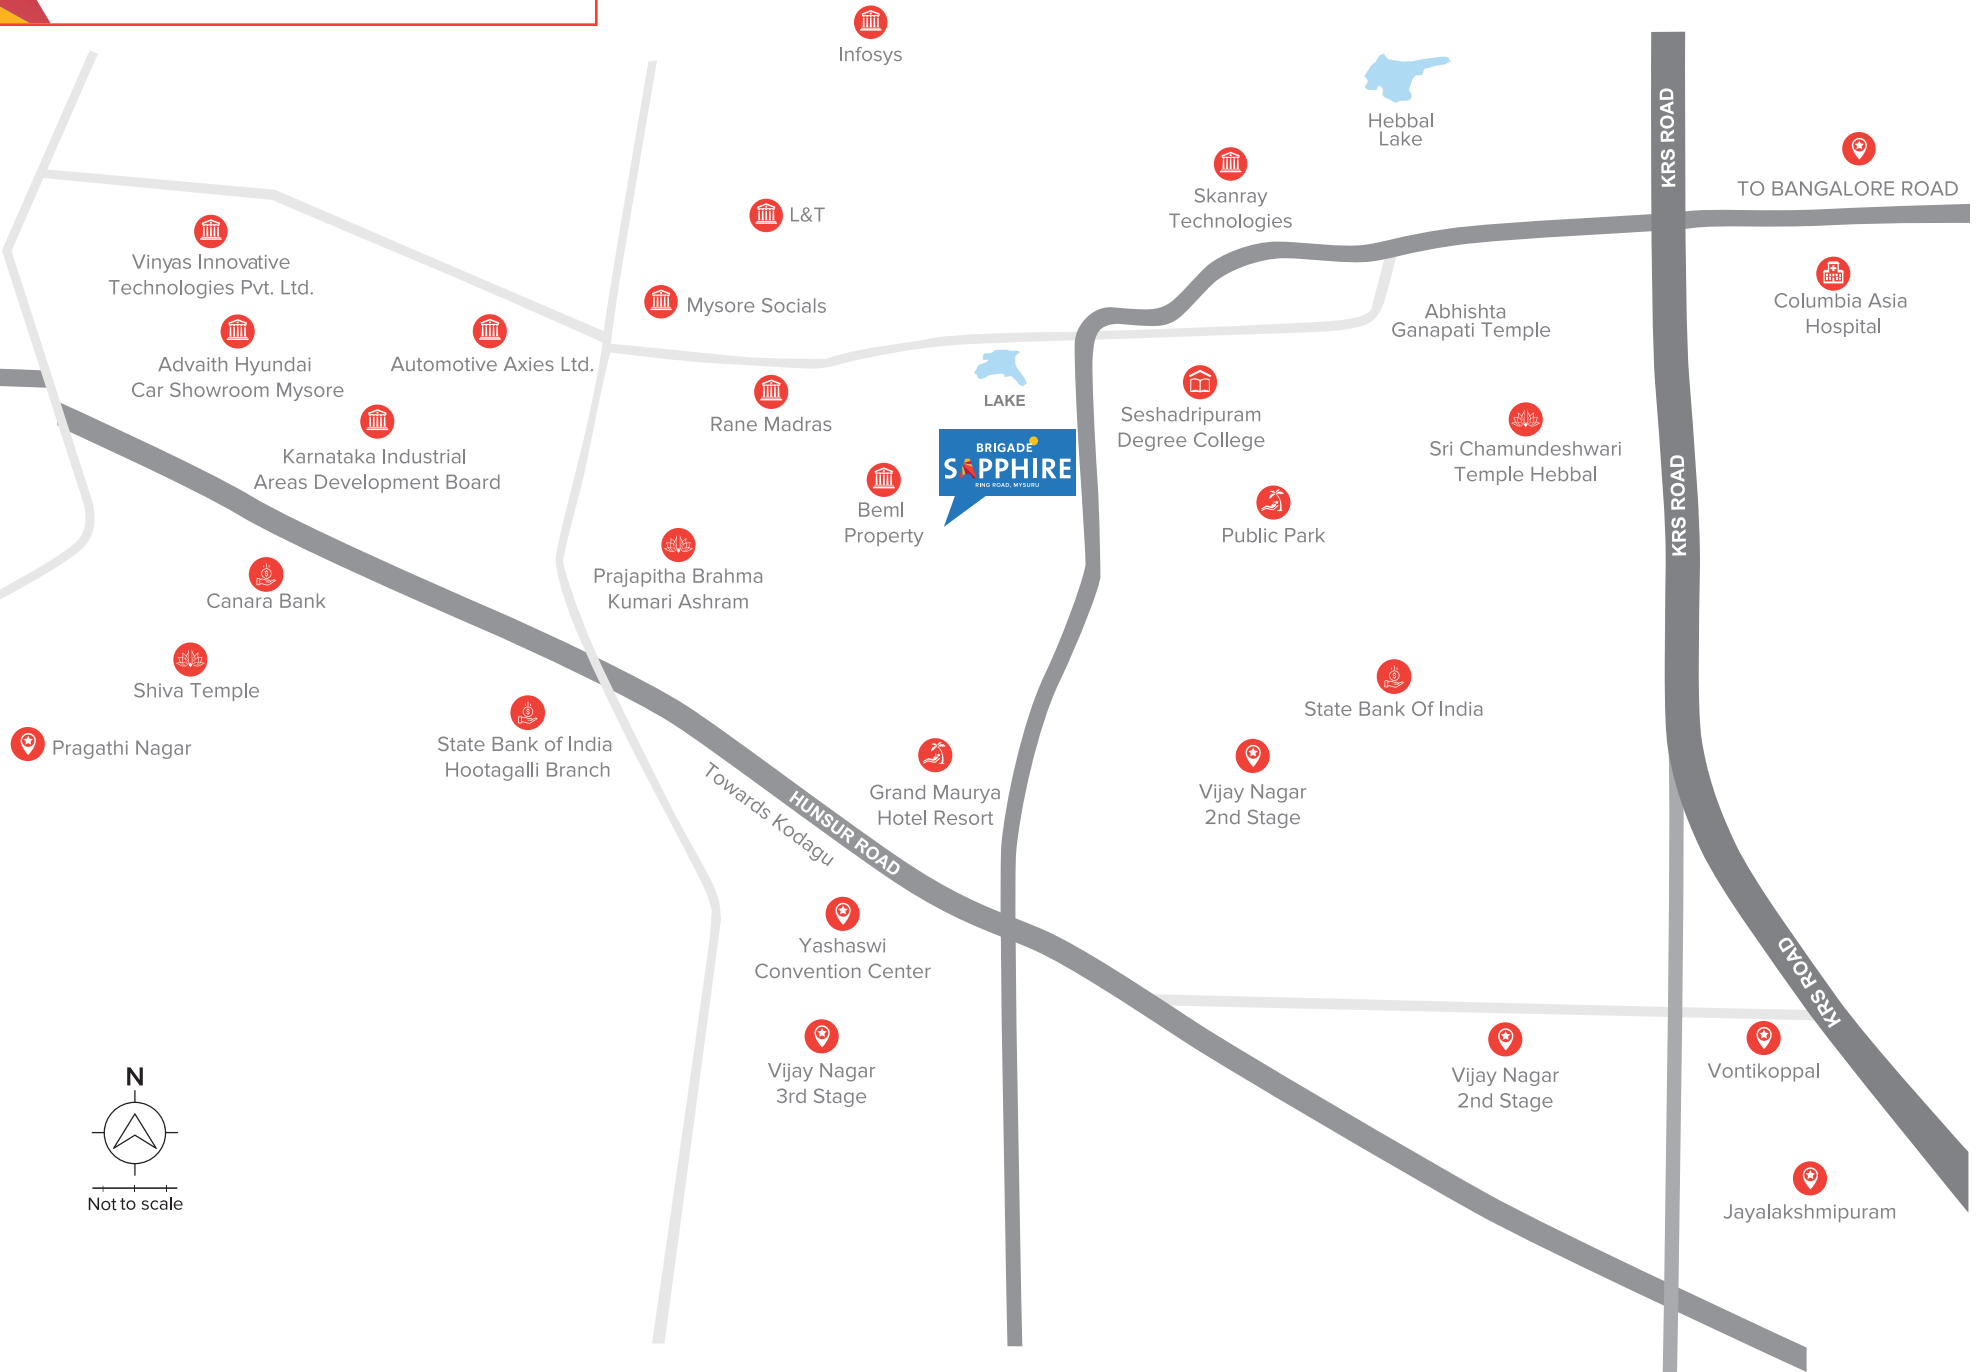 Infosys
Hebbal
Lake
KRS ROAD
TO BANGALORE ROAD
Skanray
Technologies
L&T
Vinyas Innovative
Technologies Pvt. Ltd.
Mysore Socials
Columbia Asia
Hospital
Abhishta
Ganapati Temple
Advaith Hyundai
Car Showroom Mysore
Automotive Axies Ltd.
LAKE
Rane Madras
Seshadripuram
Degree College
Sri Chamundeshwari
Temple Hebbal
BRIGADE
SAPPHIRE
RING ROAD, MYSURU
Karnataka Industrial
Areas Development Board
KRS ROAD
Beml
Property
Public Park
Prajapitha Brahma
Kumari Ashram
Canara Bank
Shiva Temple
State Bank Of India
Pragathi Nagar
State Bank of India
Hootagalli Branch
Towards Kodagu
HUNSUR ROAD
Grand Maurya
Hotel Resort
Vijay Nagar
2nd Stage
Yashaswi
Convention Center
KRS ROAD
Vijay Nagar
3rd Stage
Vijay Nagar
2nd Stage
Vontikoppal
N
Not to scale
Jayalakshmipuram